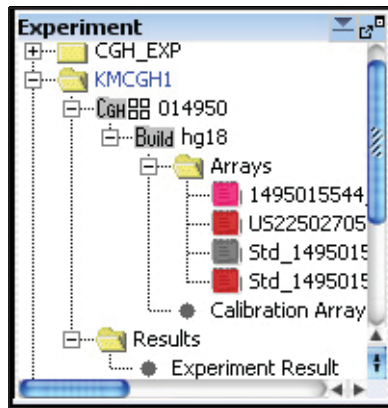 Experiment
CGH_EXP
KMCGH1
CGH 014950
Build hg18
Arrays
1495015544_
US22502705
Std_1495015
Std_1495015
Calibration Array
Results
Experiment Result